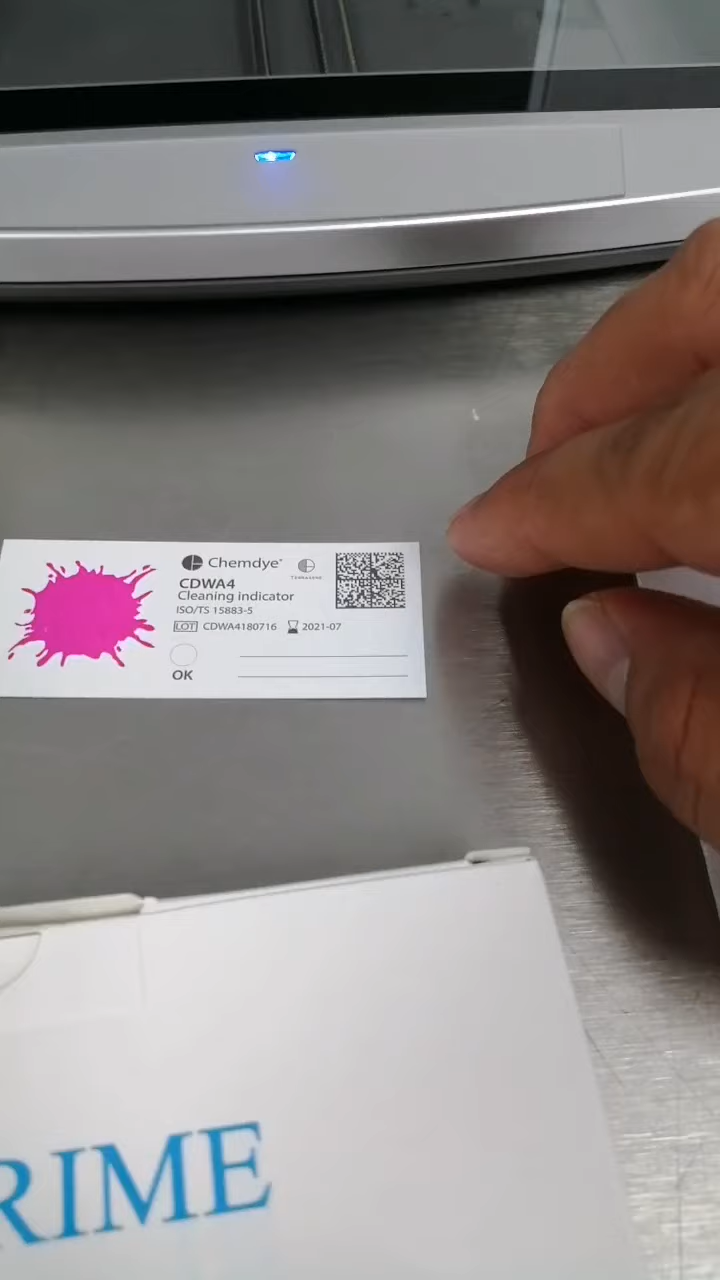 Chemdye®
CDWA4
Cleaning indicator
ISO/TS 15883-5
LOT CDWA4180716 2021-07
OK
RIME